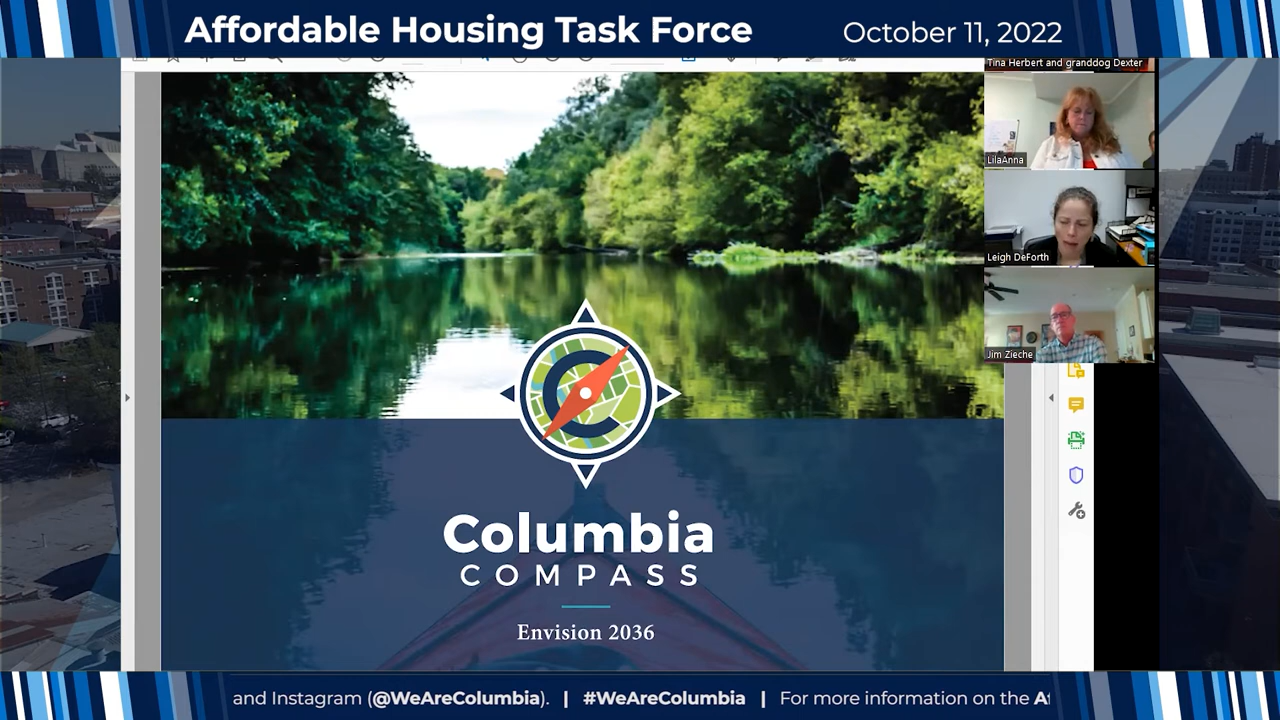 Affordable Housing Task Force
October 11, 2022
Tina Herbert and granddog Dexter
LilaAnna
Leigh DeForth
Jim Zieche
C
Columbia
COMPASS
Envision 2036
and Instagram (@WeAreColumbia). | #WeAreColumbia | For more information on the